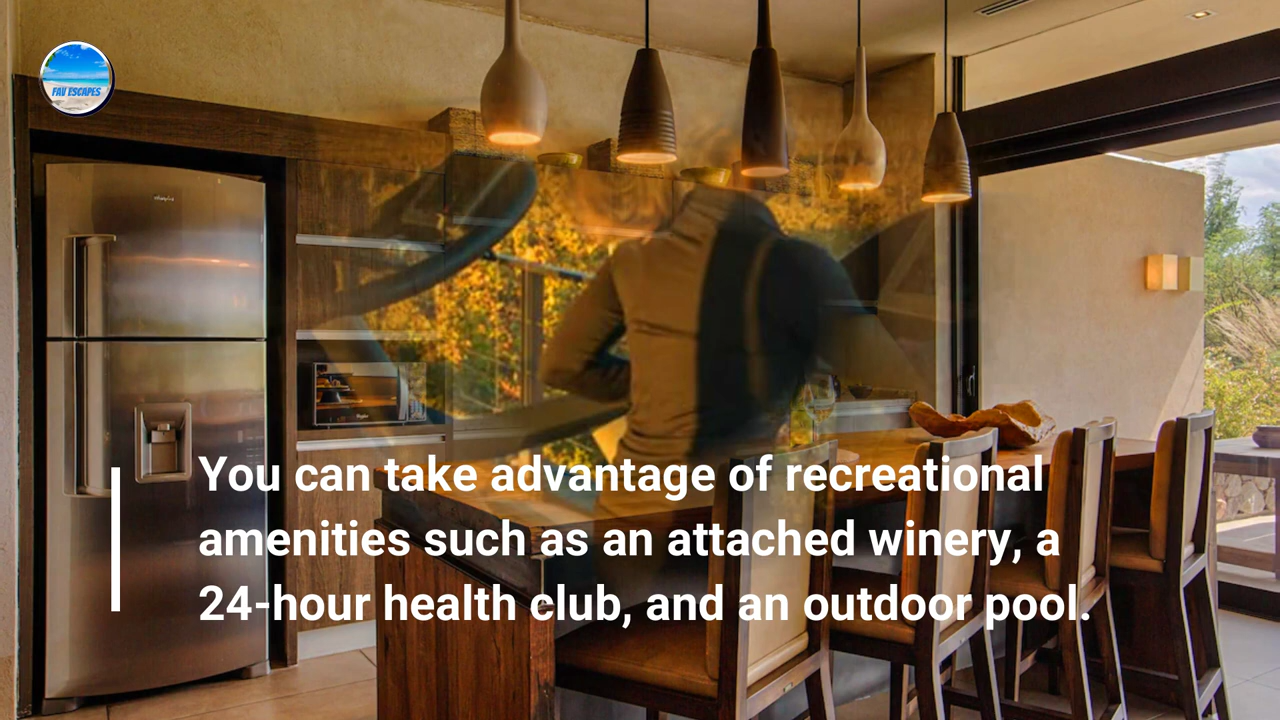 FAV ESCAPES
You can take advantage of recreational
amenities such as an attached winery, a
24-hour health club, and an outdoor pool.